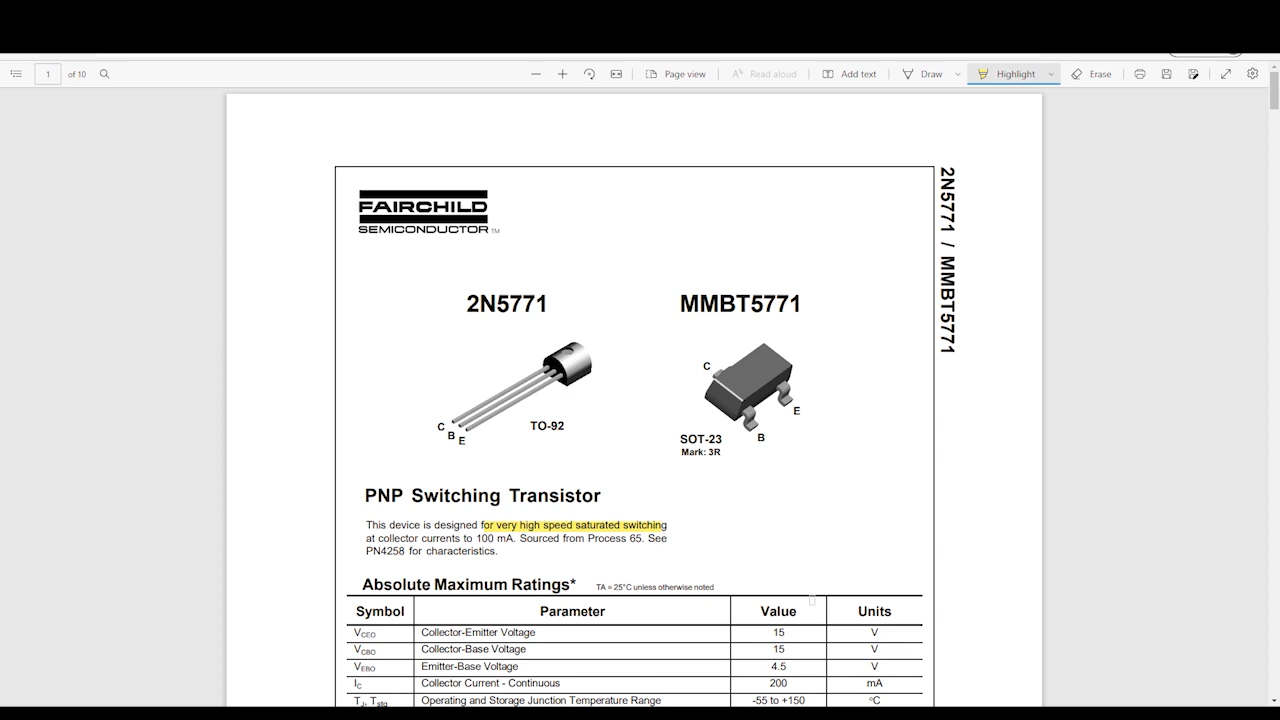 1 of 10 Page view Read aloud Add text Draw Highlight Erase
FAIRCHILD
SEMICONDUCTOR TM
2N5771 / MMBT5771
2N5771 MMBT5771
C
B
E
TO-92
C
E
B
SOT-23
Mark: 3R
PNP Switching Transistor
This device is designed for very high speed saturated switching
at collector currents to 100 mA. Sourced from Process 65. See
PN4258 for characteristics.
Absolute Maximum Ratings* TA = 25°C unless otherwise noted
Symbol Parameter Value Units
VCEO Collector-Emitter Voltage 15 V
VCBO Collector-Base Voltage 15 V
VEBO Emitter-Base Voltage 4.5 V
IC Collector Current - Continuous 200 mA
TJ, Tstg Operating and Storage Junction Temperature Range -55 to +150 °C